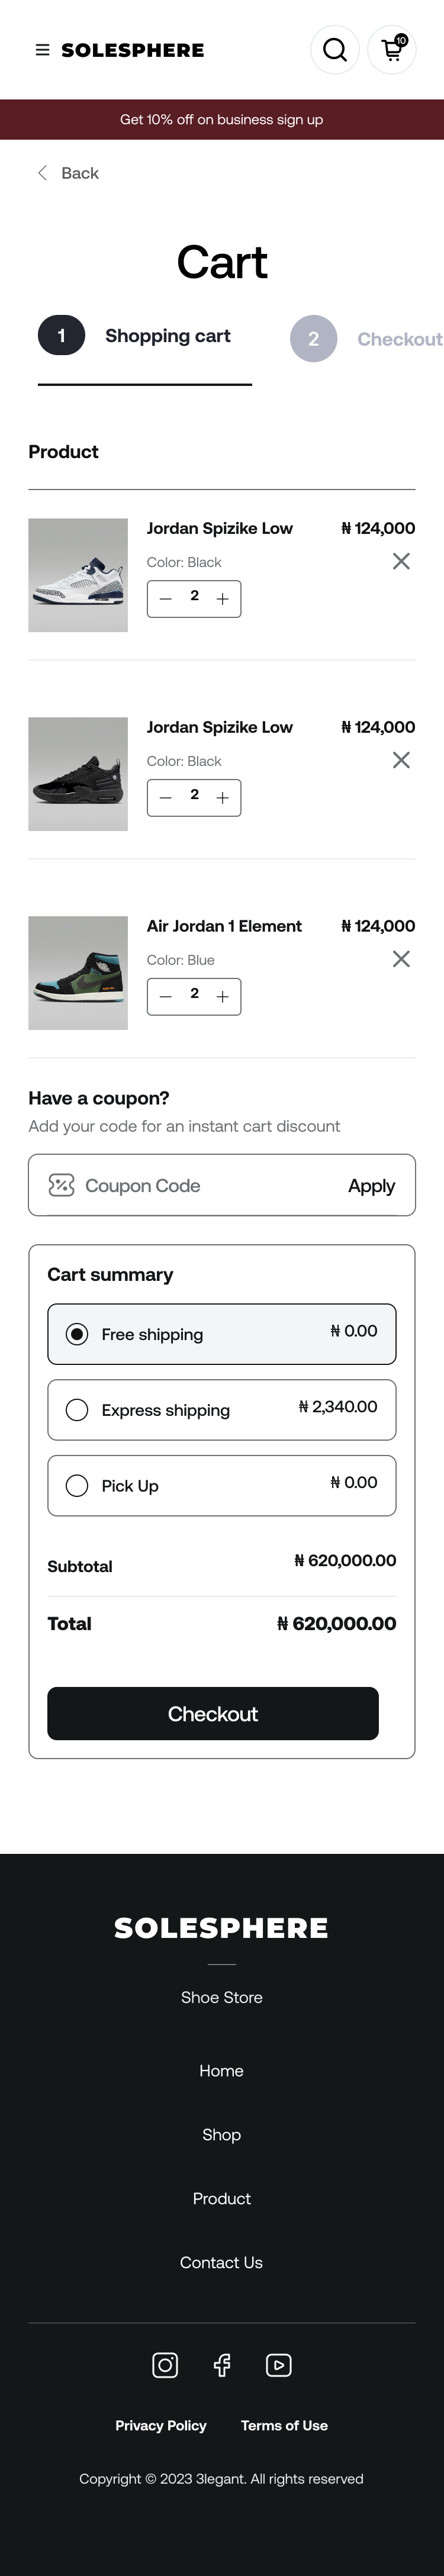 SOLESPHERE
10
Get 10% off on business sign up
Back
Cart
1 Shopping cart 2 Checkout
Product
Jordan Spizike Low ₦ 124,000
Color: Black
2
Jordan Spizike Low ₦ 124,000
Color: Black
2
Air Jordan 1 Element ₦ 124,000
Color: Blue
2
Have a coupon?
Add your code for an instant cart discount
Coupon Code Apply
Cart summary
Free shipping ₦ 0.00
Express shipping ₦ 2,340.00
Pick Up ₦ 0.00
Subtotal ₦ 620,000.00
Total ₦ 620,000.00
Checkout
SOLESPHERE
Shoe Store
Home
Shop
Product
Contact Us
Privacy Policy Terms of Use
Copyright © 2023 3legant. All rights reserved